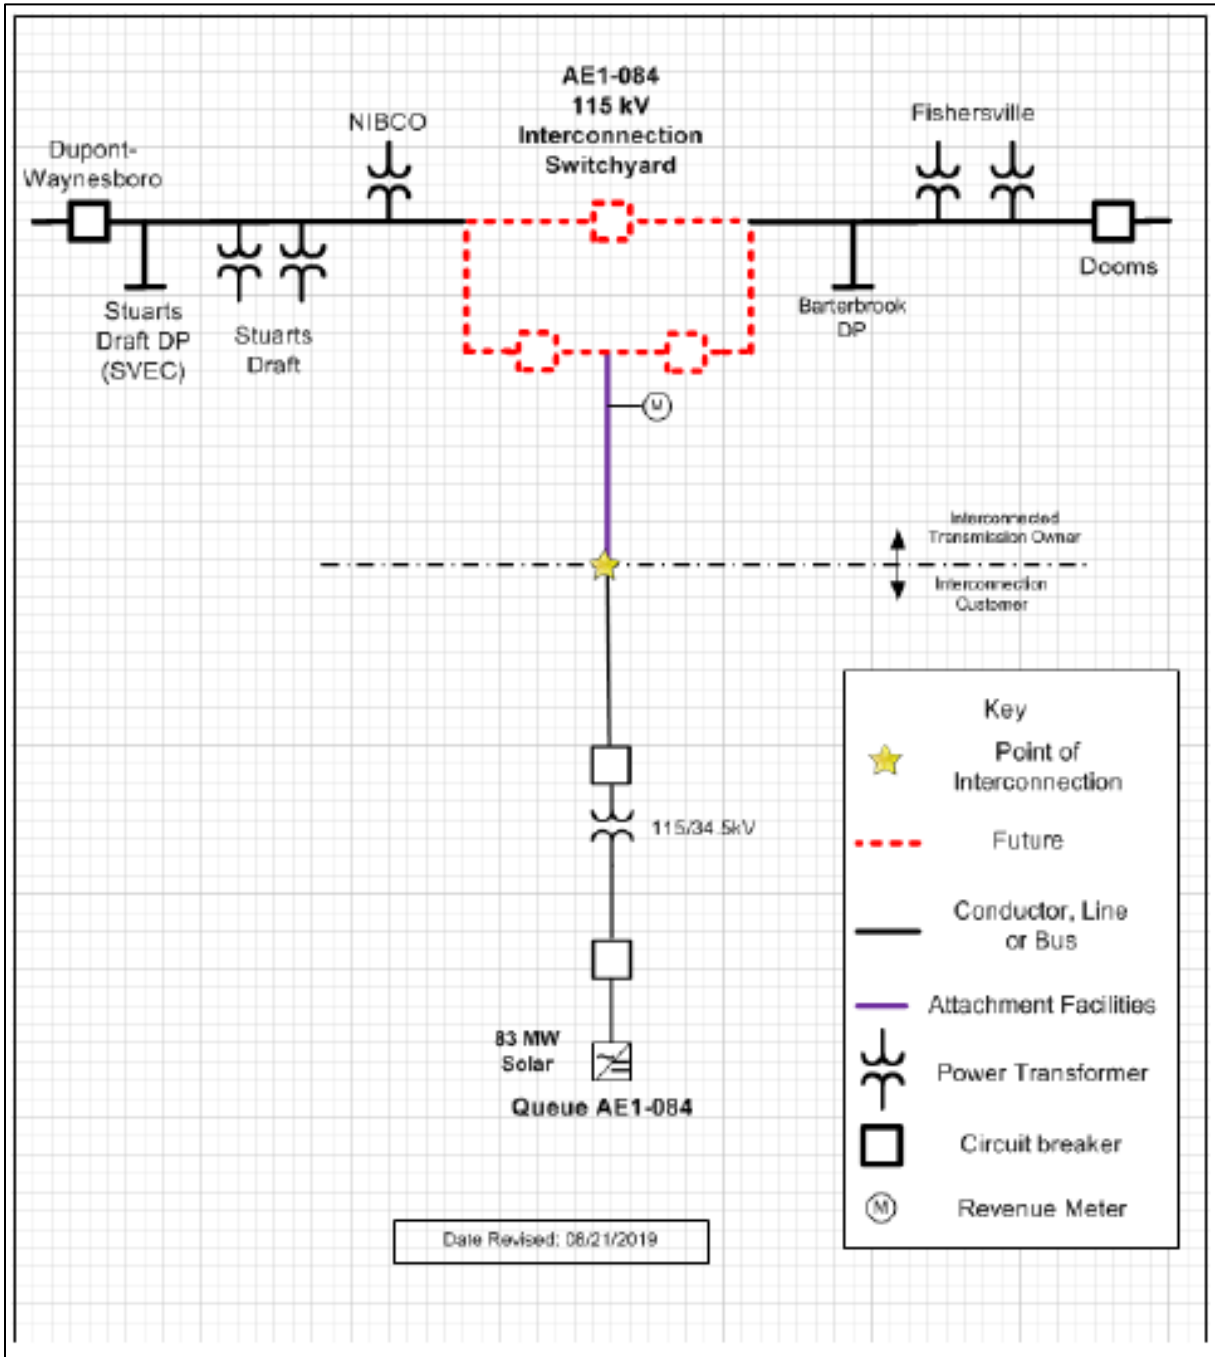 AE1-084
115 kV
Interconnection
Switchyard
NIBCO
Fishersville
Dupont-
Waynesboro
Dooms
Stuarts
Draft DP
(SVEC)
Stuarts
Draft
Barterbrook
DP
M
Interconnected
Transmission Owner
Interconnection
Customer
115/34.5kV
83 MW
Solar
Queue AE1-084
Key
Point of
Interconnection
Future
Conductor, Line
or Bus
Attachment Facilities
Power Transformer
Circuit breaker
M
Revenue Meter
Date Revised: 08/21/2019